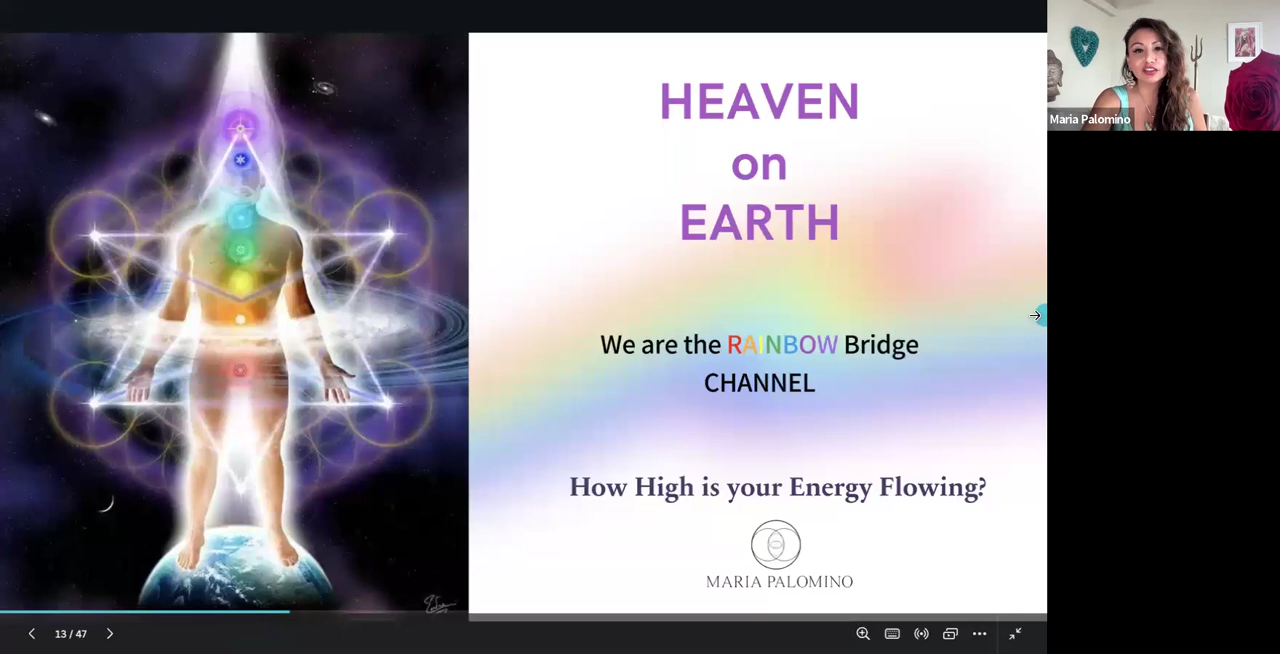 HEAVEN
on
EARTH
We are the RAINBOW Bridge
CHANNEL
How High is your Energy Flowing?
MARIA PALOMINO
13 / 47
Maria Palomino